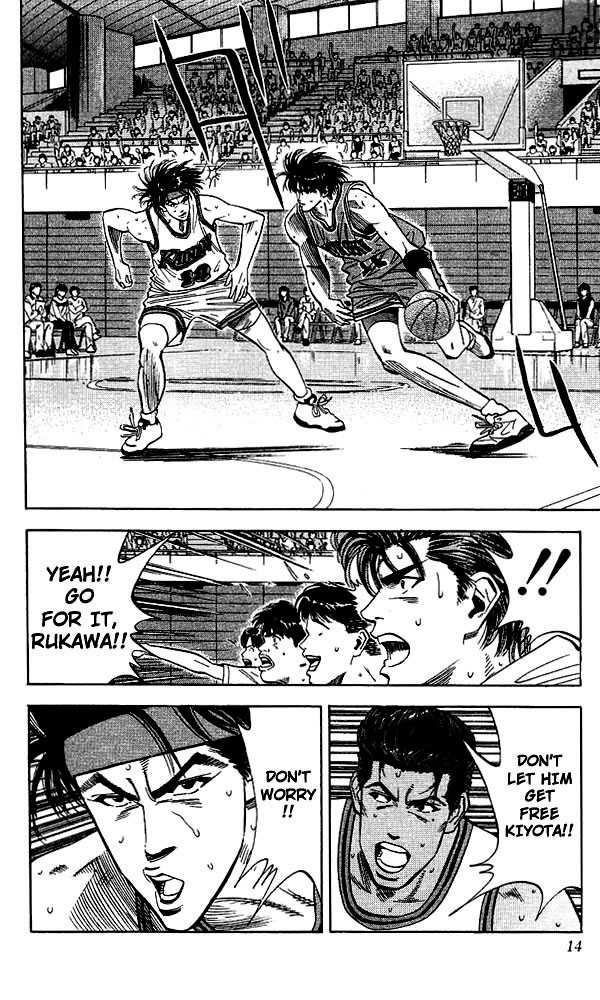 YEAH!!
GO
FOR IT,
RUKAWA!!
!!
DON'T
LET HIM
GET
FREE
KIYOTA!!
DON'T
WORRY
!!
14